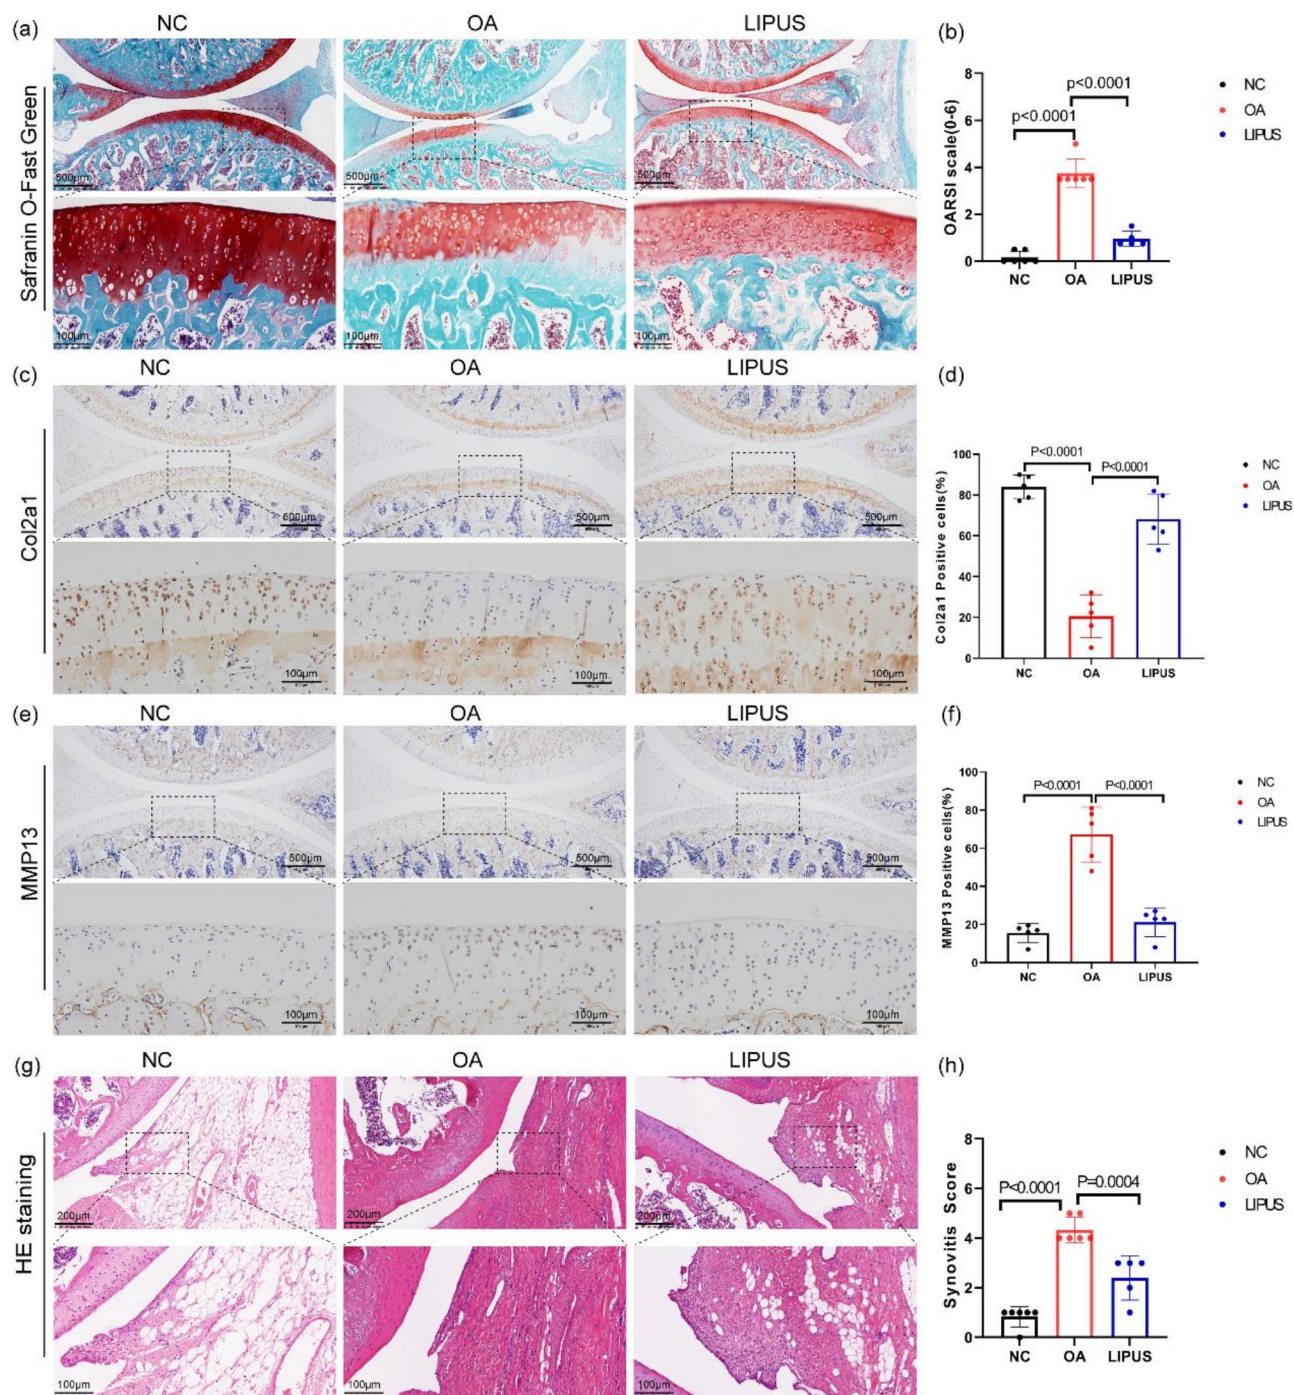 (a)
NC
OA
LIPUS
Safranin O-Fast Green
500μm
500μm
500μm
100μm
100μm
100μm
(b)
OARSI scale(0-6)
8
6
4
2
0
p<0.0001
p<0.0001
NC
OA
LIPUS
NC
OA
LIPUS
(c)
NC
OA
LIPUS
Col2a1
500μm
500μm
500μm
100μm
100μm
100μm
(d)
Col2a1 Positive cells(%)
100
80
60
40
20
0
P<0.0001
P<0.0001
NC
OA
LIPUS
NC
OA
LIPUS
(e)
NC
OA
LIPUS
MMP13
500μm
500μm
500μm
100μm
100μm
100μm
(f)
MMP13 Positive cells(%)
100
80
60
40
20
0
P<0.0001
P<0.0001
NC
OA
LIPUS
NC
OA
LIPUS
(g)
NC
OA
LIPUS
HE staining
200μm
200μm
200μm
100μm
100μm
100μm
(h)
Synovitis Score
8
6
4
2
0
P<0.0001
P=0.0004
NC
OA
LIPUS
NC
OA
LIPUS